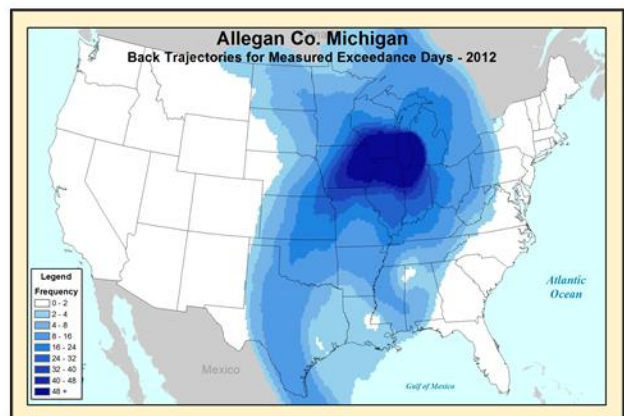 Allegan Co. Michigan
Back Trajectories for Measured Exceedance Days - 2012
Legend
Frequency
0 - 2
2 - 4
4 - 8
8 - 16
16 - 24
24 - 32
32 - 40
40 - 48
48 +
Mexico
Gulf of Mexico
Atlantic
Ocean